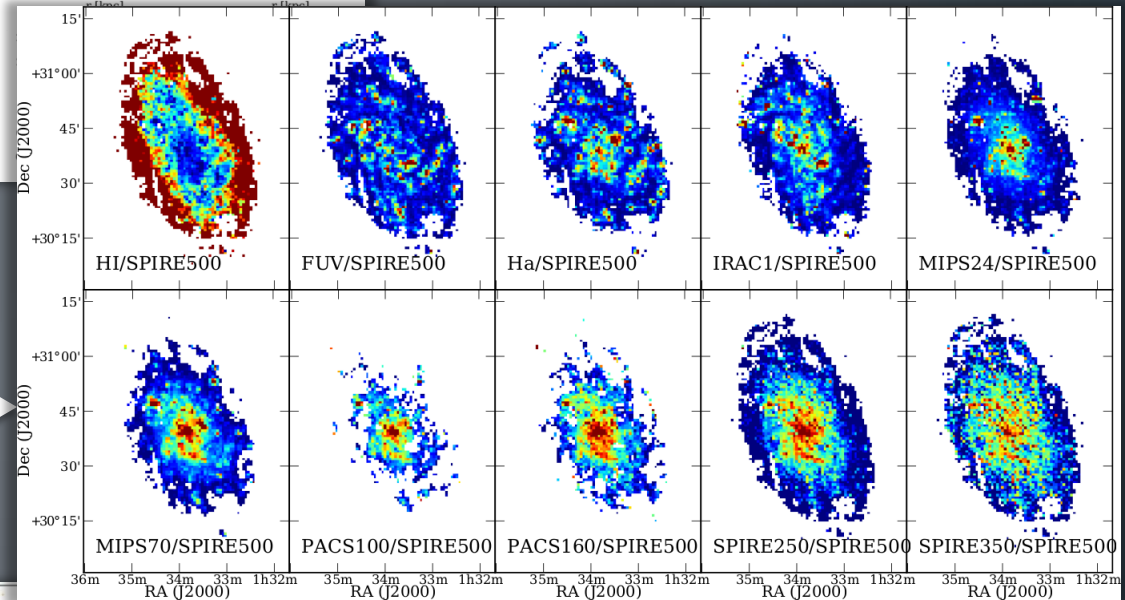 r [kpc] r [kpc]
15'
+31°00'
45'
30'
+30°15'
Dec (J2000)
HI/SPIRE500
FUV/SPIRE500
Ha/SPIRE500
IRAC1/SPIRE500
MIPS24/SPIRE500
15'
+31°00'
45'
30'
+30°15'
Dec (J2000)
MIPS70/SPIRE500
PACS100/SPIRE500
PACS160/SPIRE500
SPIRE250/SPIRE500
SPIRE350/SPIRE500
36m 35m 34m 33m 1h32m 35m 34m 33m 1h32m 35m 34m 33m 1h32m 35m 34m 33m 1h32m 35m 34m 33m 1h32m
RA (J2000) RA (J2000) RA (J2000) RA (J2000) RA (J2000)